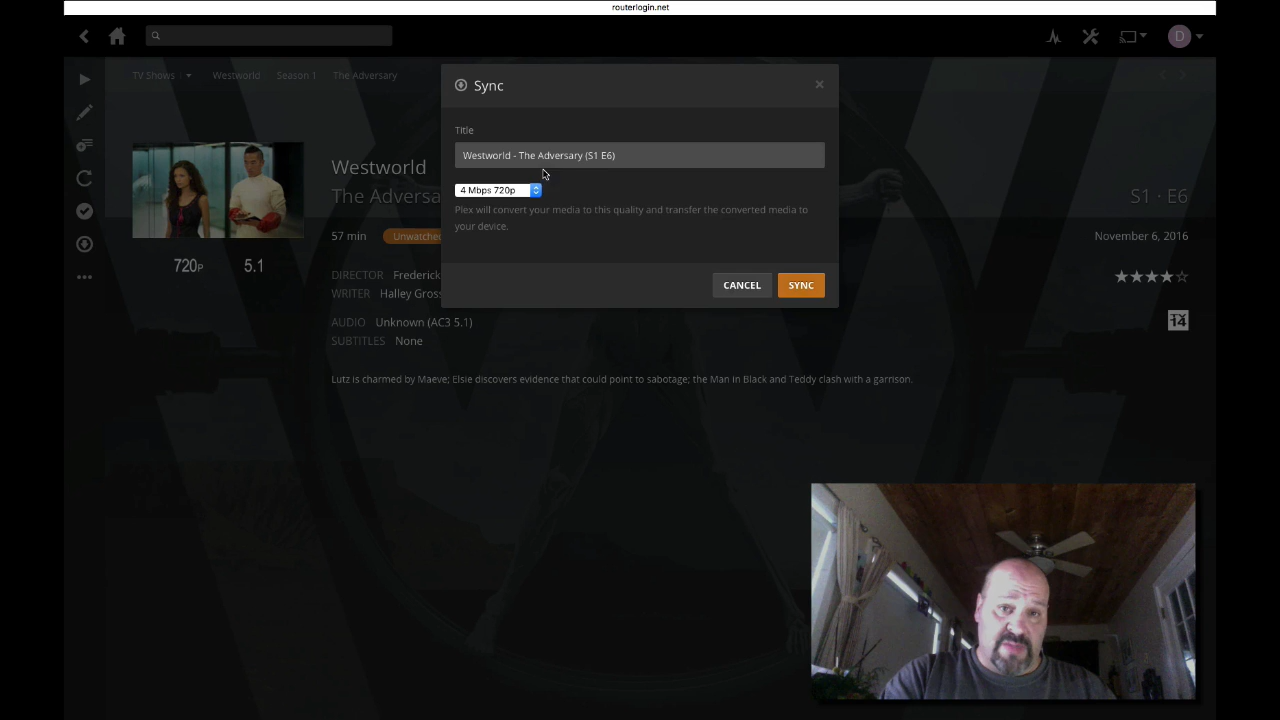 routerlogin.net
D
TV Shows Westworld Season 1 The Adversary
Sync
Title
Westworld - The Adversary (S1 E6)
4 Mbps 720p
Plex will convert your media to this quality and transfer the converted media to
your device.
CANCEL SYNC
Westworld
The Adversa
S1 · E6
57 min Unwatche
November 6, 2016
720P 5.1
DIRECTOR Frederick
WRITER Halley Gros
AUDIO Unknown (AC3 5.1)
SUBTITLES None
14
Lutz is charmed by Maeve; Elsie discovers evidence that could point to sabotage; the Man in Black and Teddy clash with a garrison.